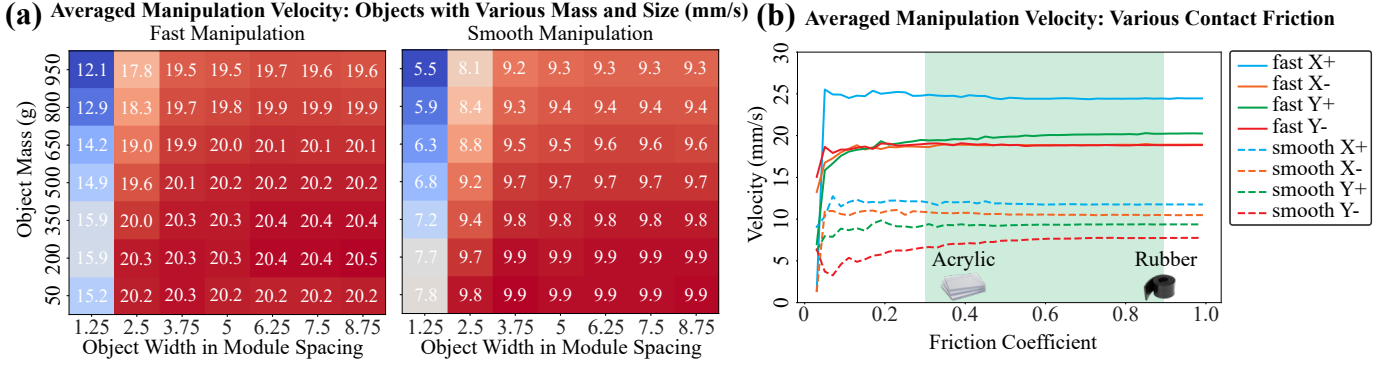 (a) Averaged Manipulation Velocity: Objects with Various Mass and Size (mm/s)
Fast Manipulation
Smooth Manipulation
Object Mass (g)
950 12.1 17.8 19.5 19.5 19.7 19.6 19.6
800 12.9 18.3 19.7 19.8 19.9 19.9 19.9
650 14.2 19.0 19.9 20.0 20.1 20.1 20.1
500 14.9 19.6 20.1 20.2 20.2 20.2 20.2
350 15.9 20.0 20.3 20.3 20.4 20.4 20.4
200 15.9 20.3 20.3 20.3 20.4 20.4 20.5
50 15.2 20.2 20.3 20.2 20.2 20.2 20.2
1.25 2.5 3.75 5 6.25 7.5 8.75
Object Width in Module Spacing
5.5 8.1 9.2 9.3 9.3 9.3 9.3
5.9 8.4 9.3 9.4 9.4 9.4 9.4
6.3 8.8 9.5 9.5 9.6 9.6 9.6
6.8 9.2 9.7 9.7 9.7 9.7 9.7
7.2 9.4 9.8 9.8 9.8 9.8 9.8
7.7 9.7 9.9 9.9 9.9 9.9 9.9
7.8 9.8 9.9 9.9 9.9 9.9 9.9
1.25 2.5 3.75 5 6.25 7.5 8.75
Object Width in Module Spacing
(b) Averaged Manipulation Velocity: Various Contact Friction
Velocity (mm/s)
30
25
20
15
10
5
0
Acrylic
Rubber
0.0 0.2 0.4 0.6 0.8 1.0
Friction Coefficient
fast X+
fast X-
fast Y+
fast Y-
smooth X+
smooth X-
smooth Y+
smooth Y-